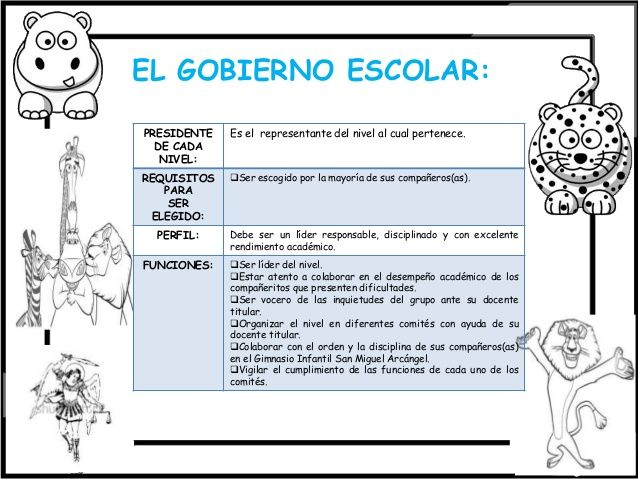 EL GOBIERNO ESCOLAR:
PRESIDENTE
DE CADA
NIVEL:
Es el representante del nivel al cual pertenece.
REQUISITOS
PARA
SER
ELEGIDO:
❑Ser escogido por la mayoría de sus compañeros(as).
PERFIL:
Debe ser un líder responsable, disciplinado y con excelente
rendimiento académico.
FUNCIONES:
❑Ser líder del nivel.
❑Estar atento a colaborar en el desempeño académico de los
compañeritos que presenten dificultades.
❑Ser vocero de las inquietudes del grupo ante su docente
titular.
❑Organizar el nivel en diferentes comités con ayuda de su
docente titular.
❑Colaborar con el orden y la disciplina de sus compañeros(as)
en el Gimnasio Infantil San Miguel Arcángel.
❑Vigilar el cumplimiento de las funciones de cada uno de los
comités.